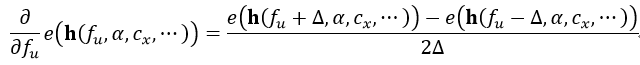 ∂/∂f_u e(𝐡(f_u, α, c_x, ⋯)) = (e(𝐡(f_u + Δ, α, c_x, ⋯)) − e(𝐡(f_u − Δ, α, c_x, ⋯))) / 2Δ